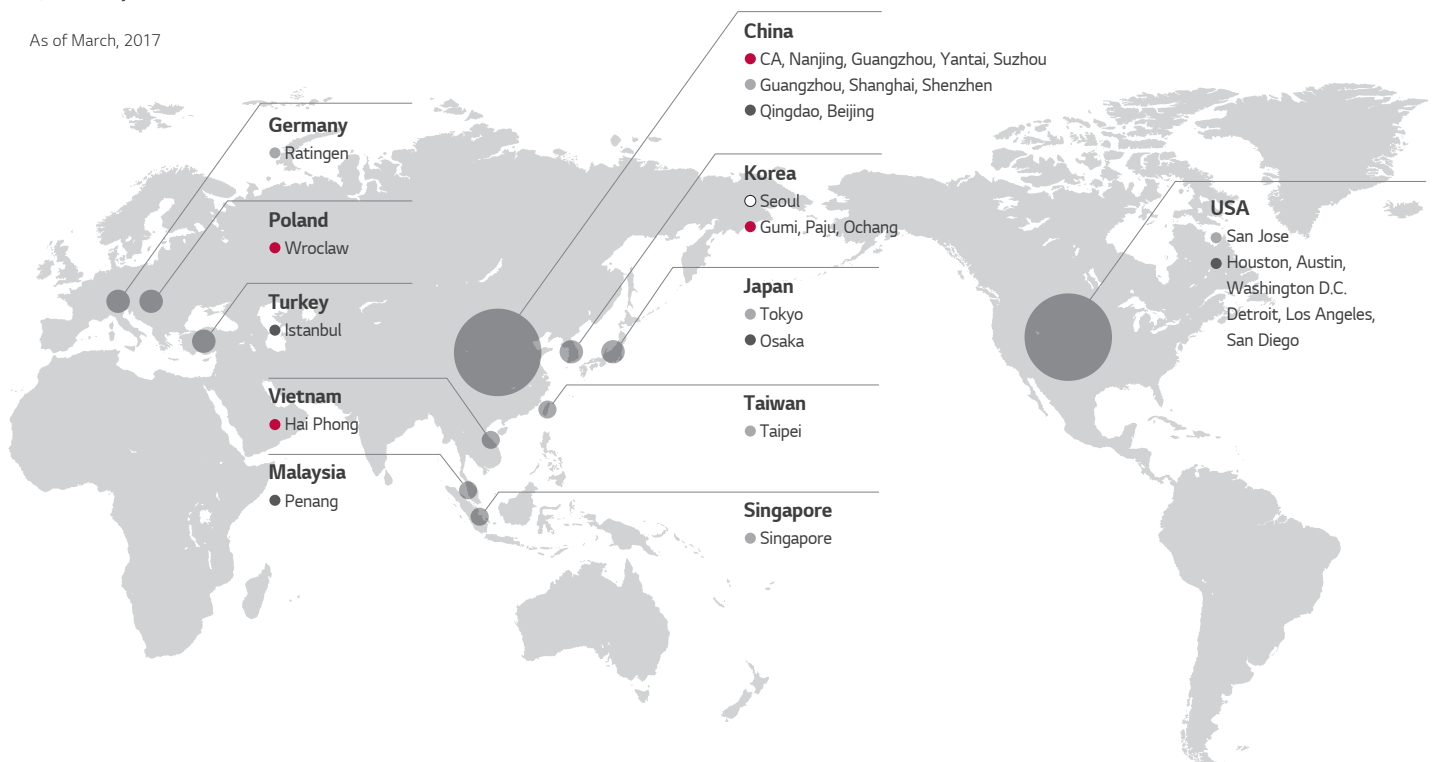 As of March, 2017
China
CA, Nanjing, Guangzhou, Yantai, Suzhou
Guangzhou, Shanghai, Shenzhen
Qingdao, Beijing
Germany
Ratingen
Poland
Wroclaw
Turkey
Istanbul
Vietnam
Hai Phong
Malaysia
Penang
Korea
Seoul
Gumi, Paju, Ochang
Japan
Tokyo
Osaka
Taiwan
Taipei
Singapore
Singapore
USA
San Jose
Houston, Austin,
Washington D.C.
Detroit, Los Angeles,
San Diego